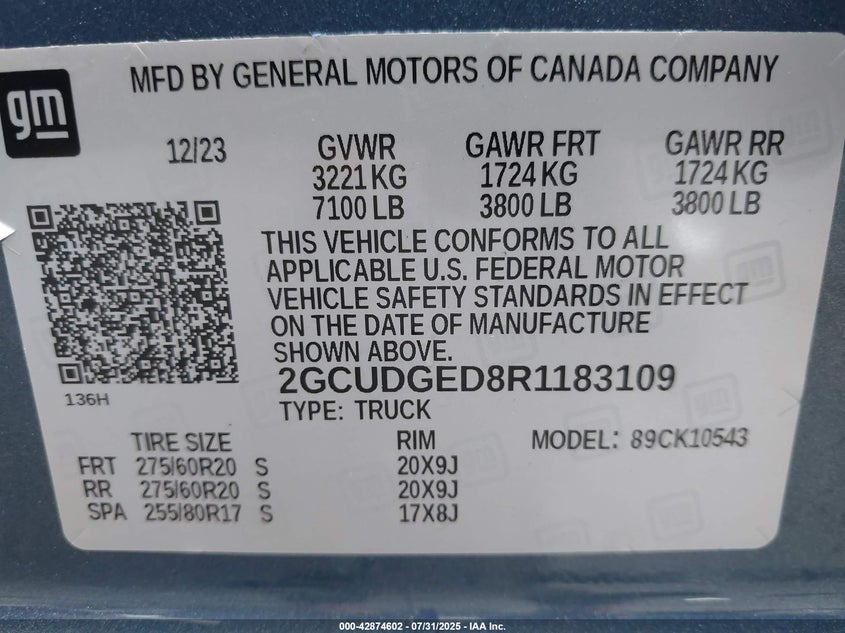 MFD BY GENERAL MOTORS OF CANADA COMPANY
gm
12/23 GVWR GAWR FRT GAWR RR
3221 KG 1724 KG 1724 KG
7100 LB 3800 LB 3800 LB
THIS VEHICLE CONFORMS TO ALL
APPLICABLE U.S. FEDERAL MOTOR
VEHICLE SAFETY STANDARDS IN EFFECT
ON THE DATE OF MANUFACTURE
SHOWN ABOVE.
2GCUDGED8R1183109
136H
TYPE: TRUCK
TIRE SIZE RIM MODEL: 89CK10543
FRT 275/60R20 S 20X9J
RR 275/60R20 S 20X9J
SPA 255/80R17 S 17X8J
000-42874602 - 07/31/2025 - IAA Inc.